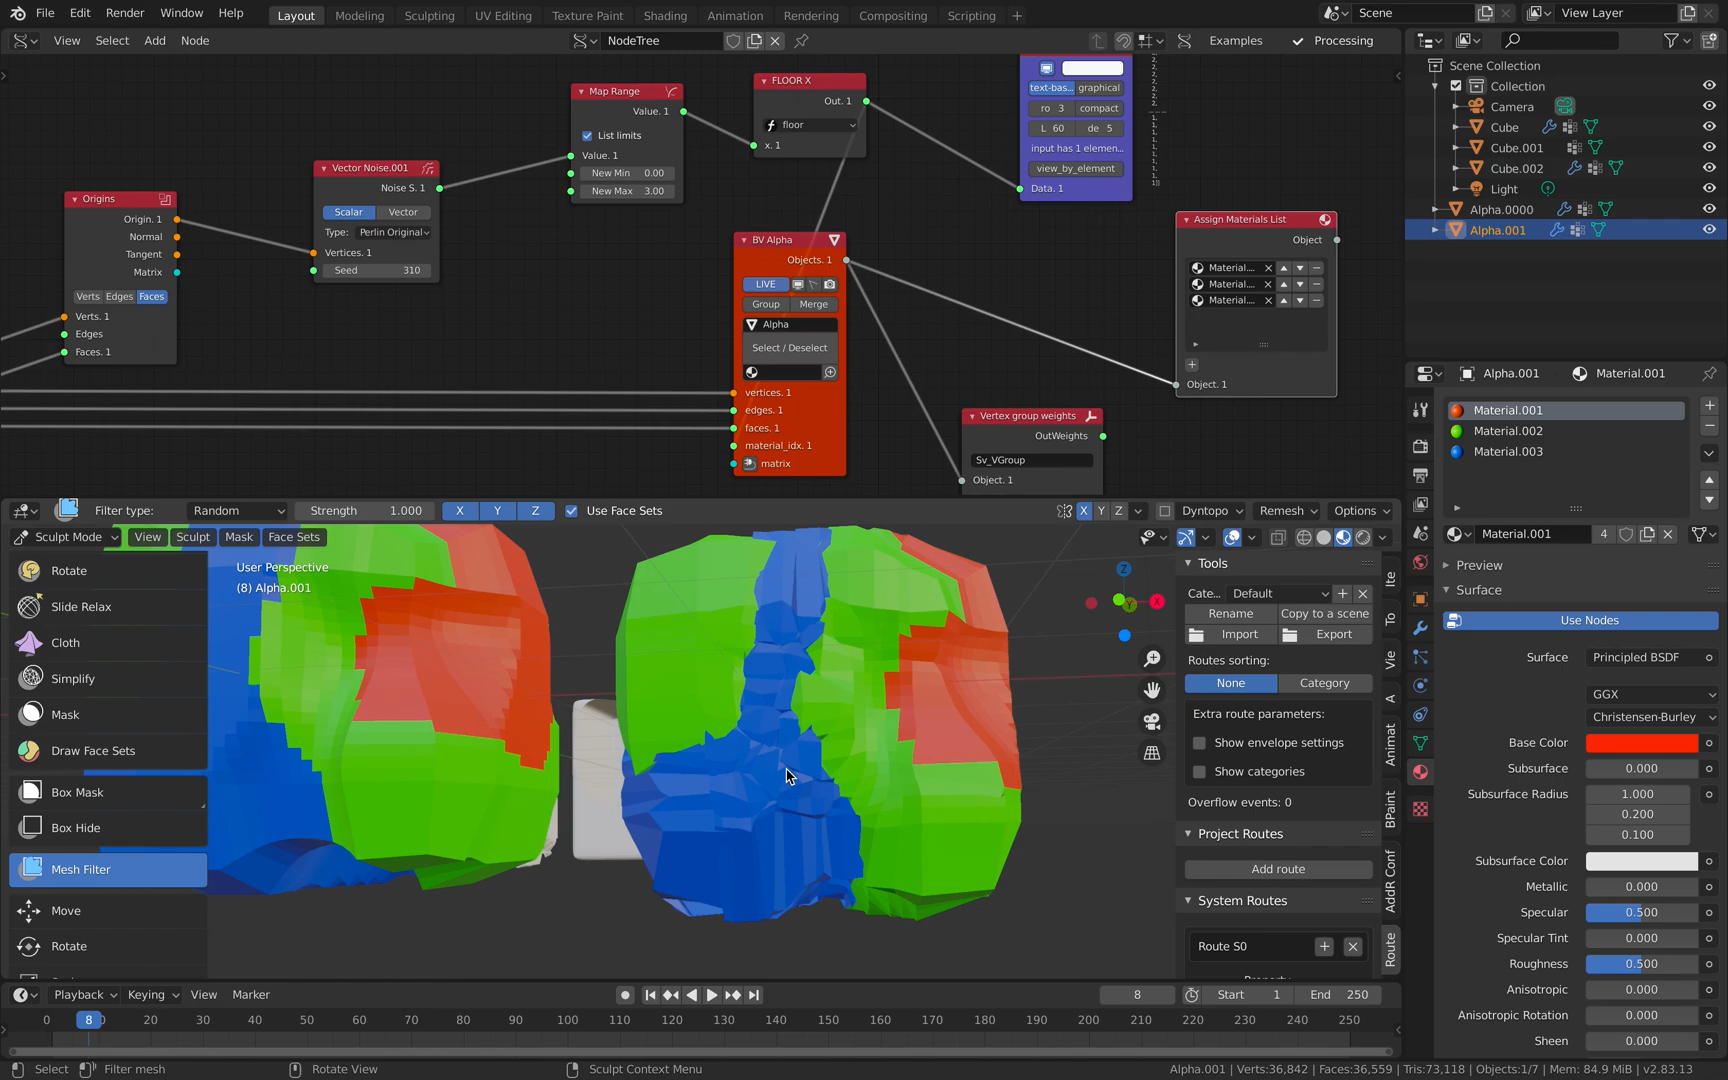 File Edit Render Window Help Layout Modeling Sculpting UV Editing Texture Paint Shading Animation Rendering Compositing Scripting + Scene View Layer
View Select Add Node NodeTree Examples Processing
Scene Collection
Collection
Camera
Cube
Cube.001
Cube.002
Light
Alpha.0000
Alpha.001
Origins
Origin. 1
Normal
Tangent
Matrix
Verts Edges Faces
Verts. 1
Edges
Faces. 1
Vector Noise.001
Noise S. 1
Scalar Vector
Type: Perlin Original
Vertices. 1
Seed 310
Map Range
Value. 1
List limits
Value. 1
New Min 0.00
New Max 3.00
FLOOR X
Out. 1
floor
x. 1
text-bas... graphical
ro 3 compact
L 60 de 5
input has 1 elemen...
view_by_element
Data. 1
BV Alpha
Objects. 1
LIVE
Group Merge
Alpha
Select / Deselect
vertices. 1
edges. 1
faces. 1
material_idx. 1
matrix
Assign Materials List
Object
Material...
Material...
Material...
+
Object. 1
Vertex group weights
OutWeights
Sv_VGroup
Object. 1
Filter type: Random Strength 1.000 X Y Z Use Face Sets X Y Z Dyntopo Remesh Options
Sculpt Mode View Sculpt Mask Face Sets
User Perspective
(8) Alpha.001
Rotate
Slide Relax
Cloth
Simplify
Mask
Draw Face Sets
Box Mask
Box Hide
Mesh Filter
Move
Rotate
Z
X
Y
Tools
Cate... Default
Rename Copy to a scene
Import Export
Routes sorting:
None Category
Extra route parameters:
Show envelope settings
Show categories
Overflow events: 0
Project Routes
Add route
System Routes
Route S0
Ite
To
Vie
A
Animat
BPaint
AddR Conf
Route
Alpha.001 Material.001
Material.001
Material.002
Material.003
Material.001 4
Preview
Surface
Use Nodes
Surface Principled BSDF
GGX
Christensen-Burley
Base Color
Subsurface 0.000
Subsurface Radius 1.000
0.200
0.100
Subsurface Color
Metallic 0.000
Specular 0.500
Specular Tint 0.000
Roughness 0.500
Anisotropic 0.000
Anisotropic Rotation 0.000
Sheen 0.000
Playback Keying View Marker 8 Start 1 End 250
0 8 20 30 40 50 60 70 80 90 100 110 120 130 140 150 160 170 180 190 200 210 220 230 240 250
Select Filter mesh Rotate View Sculpt Context Menu Alpha.001 | Verts:36,842 | Faces:36,559 | Tris:73,118 | Objects:1/7 | Mem: 84.9 MiB | v2.83.13